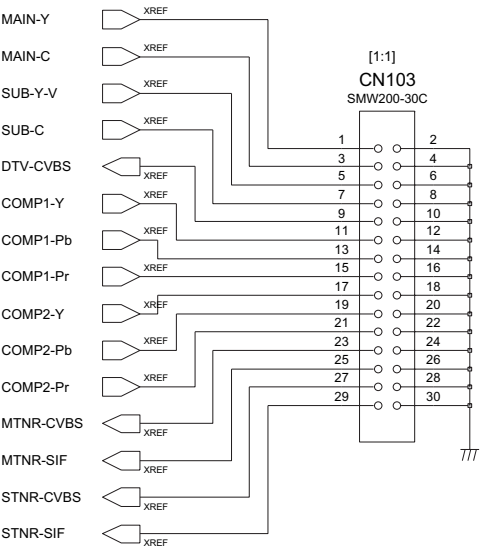 MAIN-Y XREF
MAIN-C XREF
SUB-Y-V XREF
SUB-C XREF
DTV-CVBS XREF
COMP1-Y XREF
COMP1-Pb XREF
COMP1-Pr XREF
COMP2-Y XREF
COMP2-Pb XREF
COMP2-Pr XREF
MTNR-CVBS XREF
MTNR-SIF XREF
STNR-CVBS XREF
STNR-SIF XREF
[1:1]
CN103
SMW200-30C
1 2
3 4
5 6
7 8
9 10
11 12
13 14
15 16
17 18
19 20
21 22
23 24
25 26
27 28
29 30